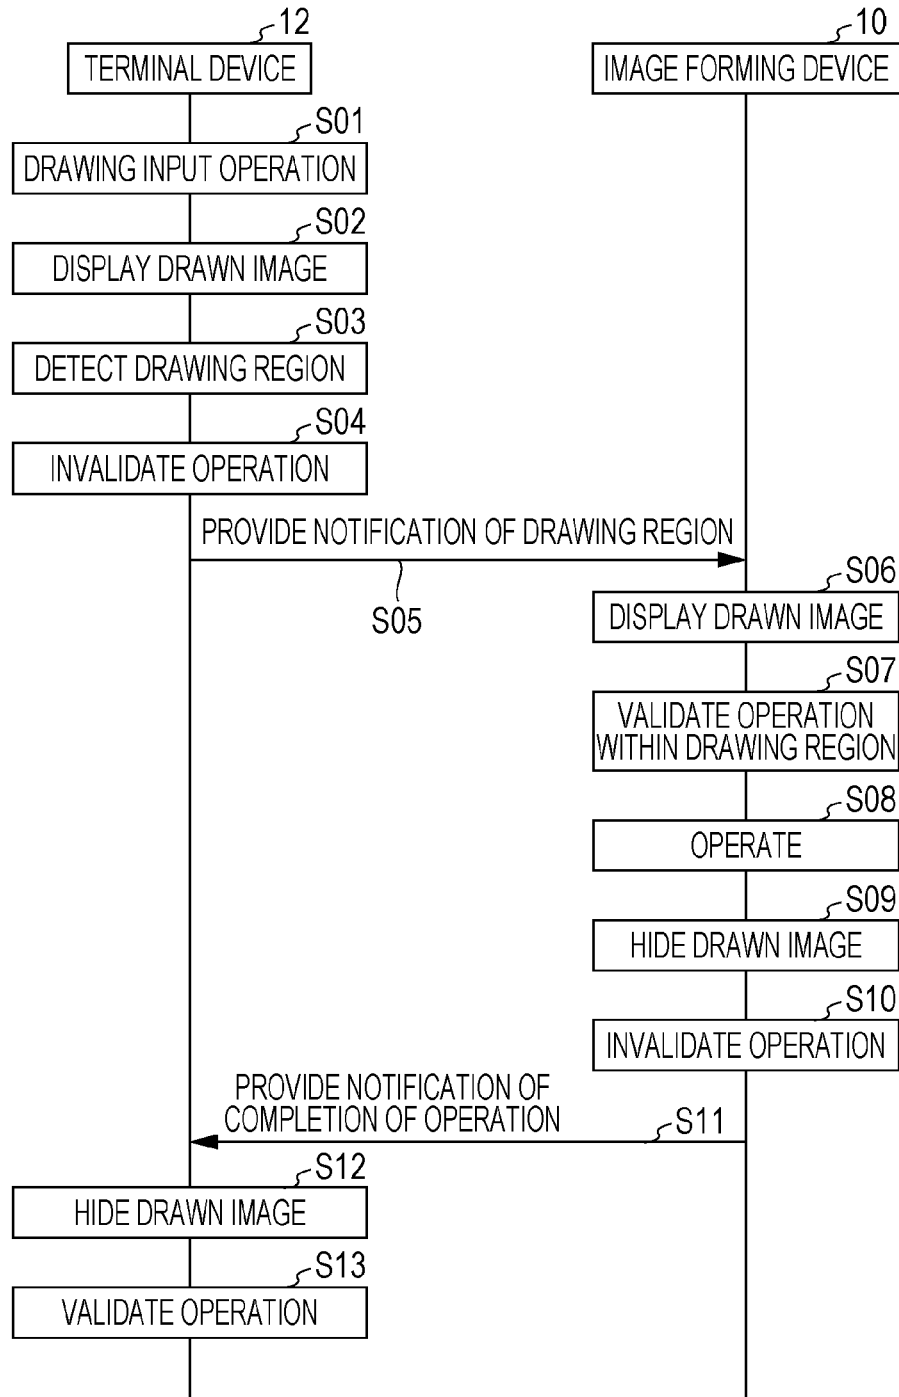 12
10
TERMINAL DEVICE
IMAGE FORMING DEVICE
S01
DRAWING INPUT OPERATION
S02
DISPLAY DRAWN IMAGE
S03
DETECT DRAWING REGION
S04
INVALIDATE OPERATION
PROVIDE NOTIFICATION OF DRAWING REGION
S05
S06
DISPLAY DRAWN IMAGE
S07
VALIDATE OPERATION
WITHIN DRAWING REGION
S08
OPERATE
S09
HIDE DRAWN IMAGE
S10
INVALIDATE OPERATION
PROVIDE NOTIFICATION OF
COMPLETION OF OPERATION
S11
S12
HIDE DRAWN IMAGE
S13
VALIDATE OPERATION